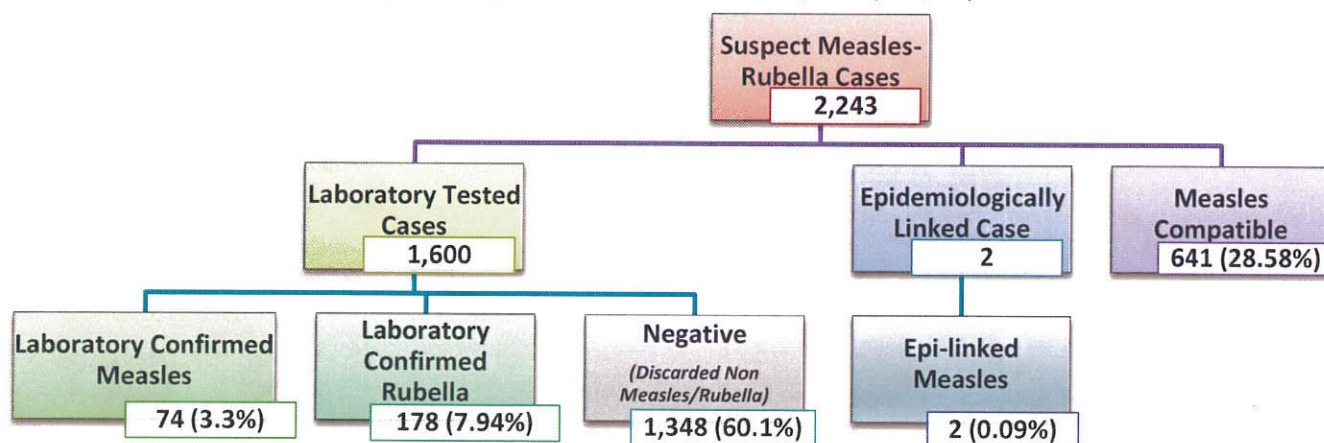 Suspect Measles-
Rubella Cases
2,243
Laboratory Tested
Cases
1,600
Epidemiologically
Linked Case
2
Measles
Compatible
641 (28.58%)
Laboratory Confirmed
Measles
74 (3.3%)
Laboratory
Confirmed
Rubella
178 (7.94%)
Negative
(Discarded Non
Measles/Rubella)
1,348 (60.1%)
Epi-linked
Measles
2 (0.09%)